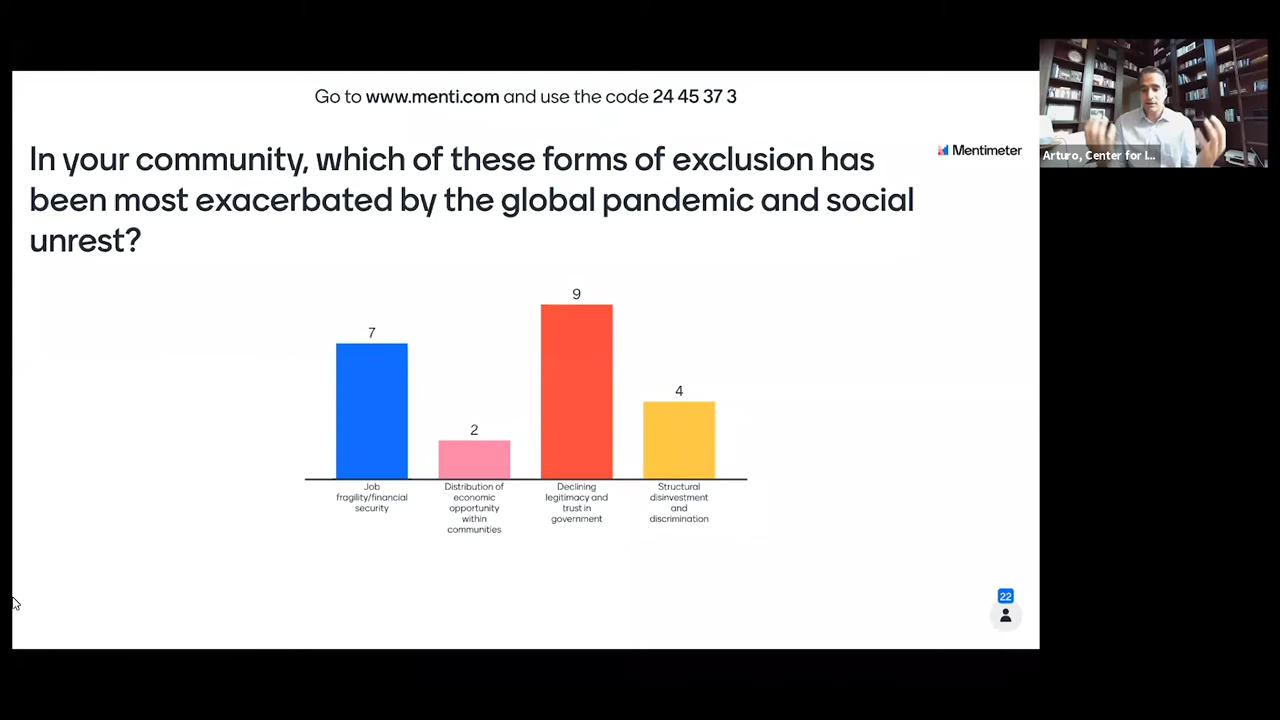 Go to www.menti.com and use the code 24 45 37 3
In your community, which of these forms of exclusion has
been most exacerbated by the global pandemic and social
unrest?
Mentimeter
Arturo, Center for I...
9
7
4
2
Job
fragility/financial
security
Distribution of
economic
opportunity
within
communities
Declining
legitimacy and
trust in
government
Structural
disinvestment
and
discrimination
22